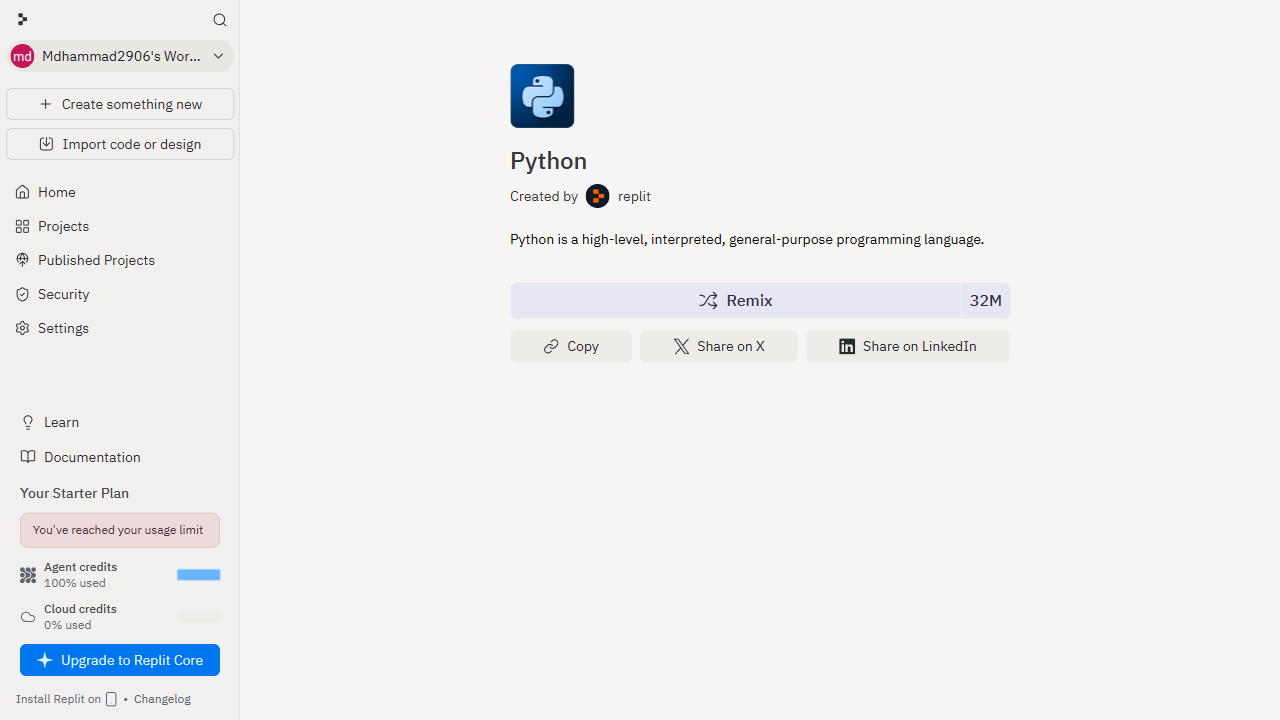 md Mdhammad2906's Wor...
Create something new
Import code or design
Home
Projects
Published Projects
Security
Settings
Learn
Documentation
Your Starter Plan
You've reached your usage limit
Agent credits
100% used
Cloud credits
0% used
Upgrade to Replit Core
Install Replit on • Changelog
Python
Created by replit
Python is a high-level, interpreted, general-purpose programming language.
Remix 32M
Copy Share on X Share on LinkedIn